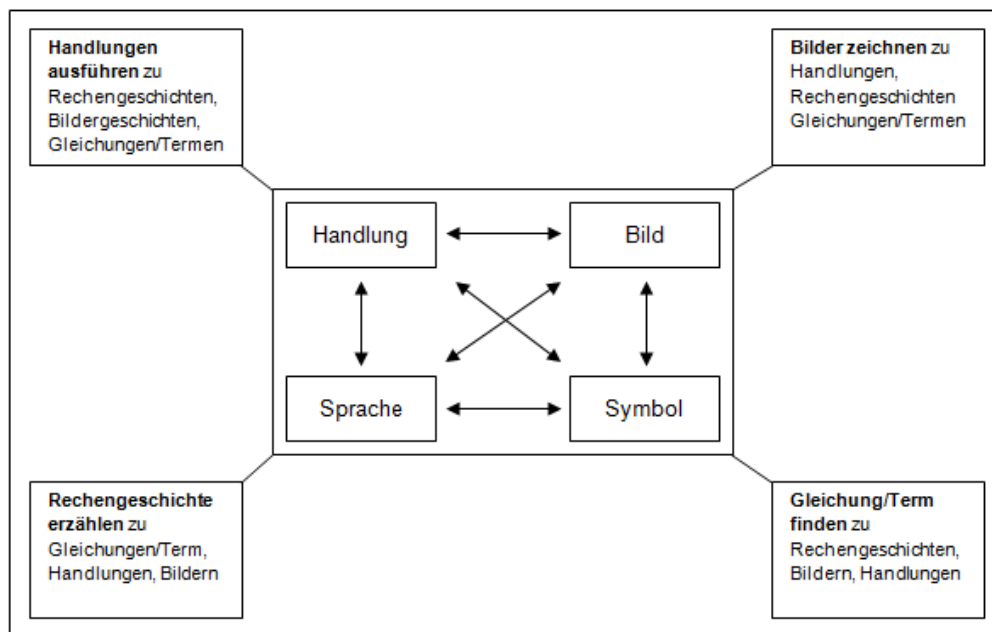 Handlungen
ausführen zu
Rechengeschichten,
Bildergeschichten,
Gleichungen/Termen
Bilder zeichnen zu
Handlungen,
Rechengeschichten
Gleichungen/Termen
Handlung
Bild
Sprache
Symbol
Rechengeschichte
erzählen zu
Gleichungen/Term,
Handlungen, Bildern
Gleichung/Term
finden zu
Rechengeschichten,
Bildern, Handlungen